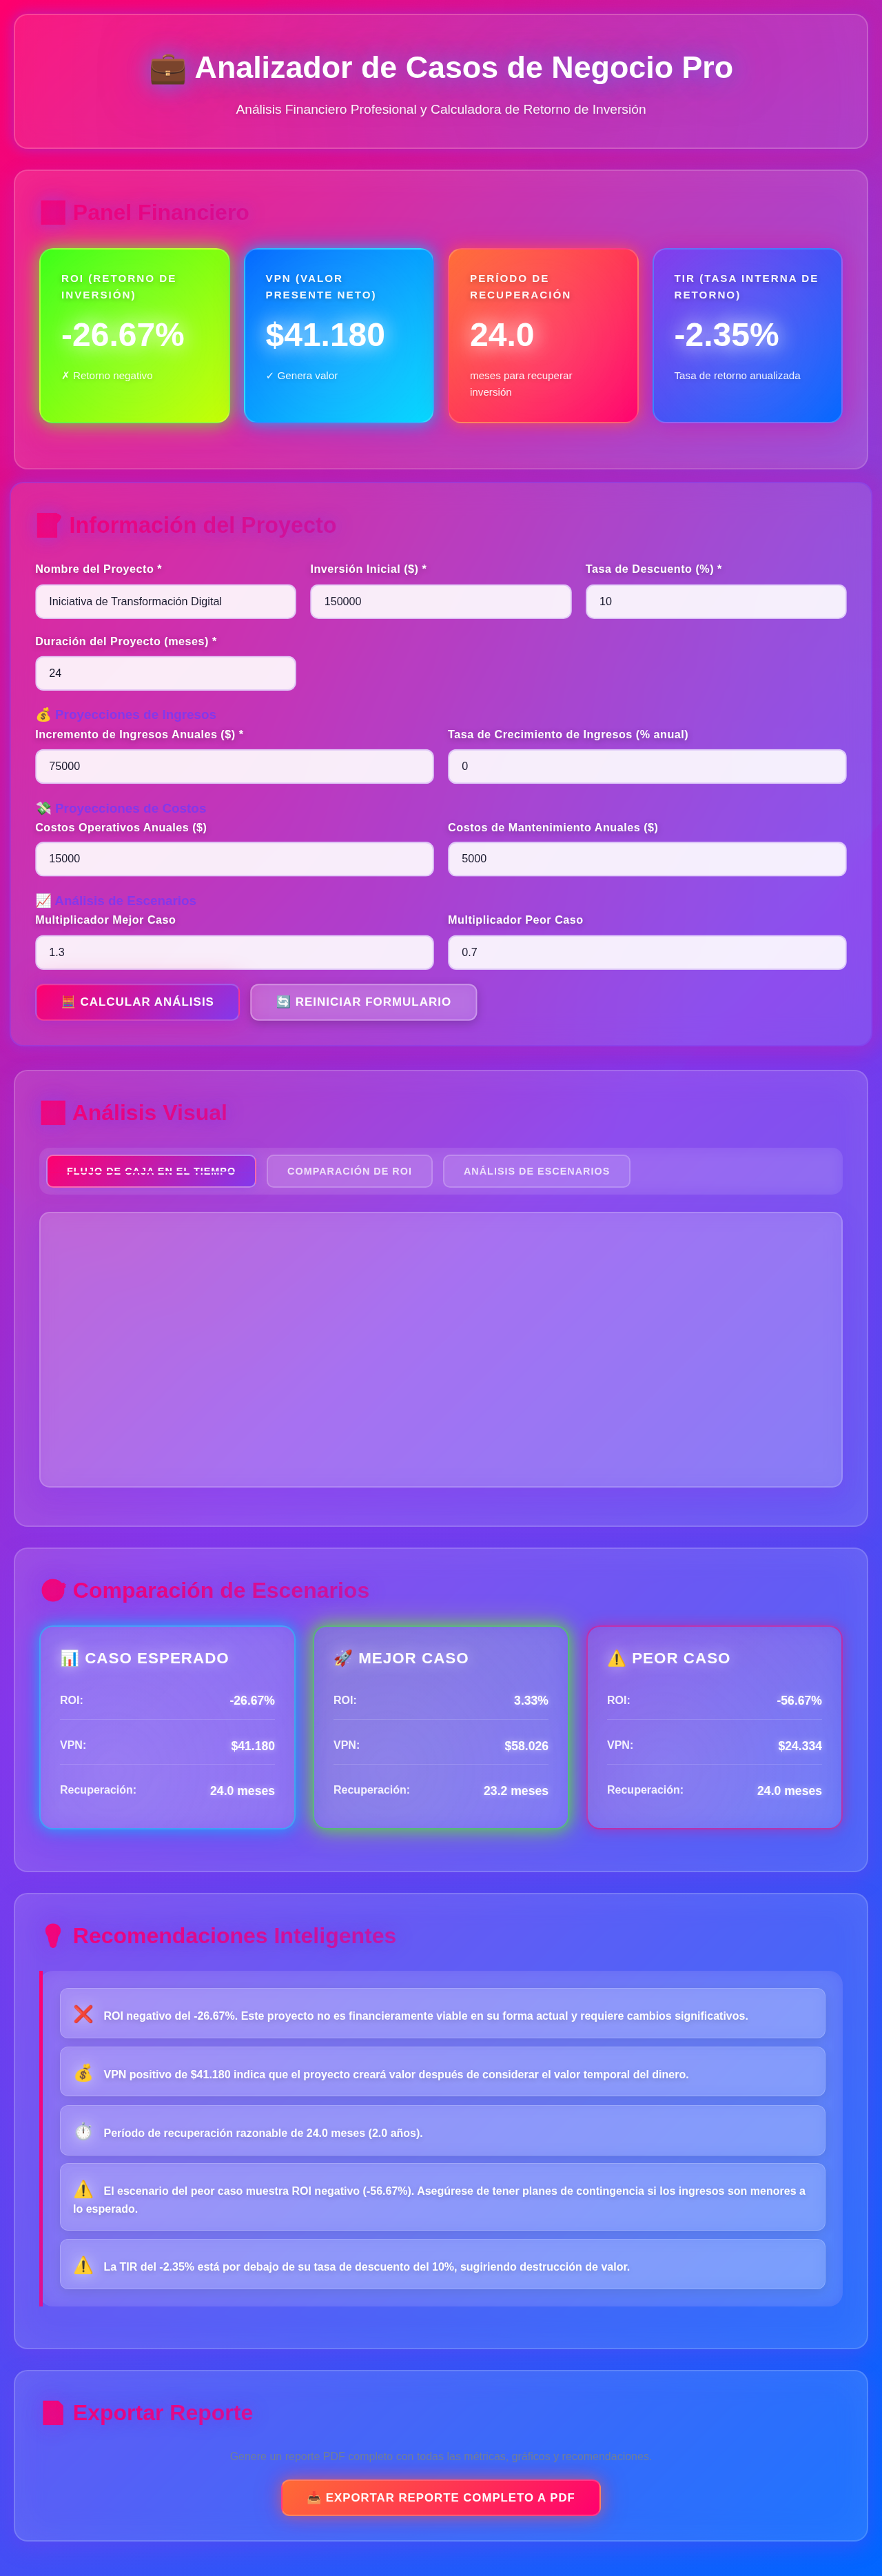 💼 Analizador de Casos de Negocio Pro
Análisis Financiero Profesional y Calculadora de Retorno de Inversión
Panel Financiero
ROI (RETORNO DE
INVERSIÓN)
-26.67%
✗ Retorno negativo
VPN (VALOR
PRESENTE NETO)
$41.180
✓ Genera valor
PERÍODO DE
RECUPERACIÓN
24.0
meses para recuperar
inversión
TIR (TASA INTERNA DE
RETORNO)
-2.35%
Tasa de retorno anualizada
Información del Proyecto
Nombre del Proyecto *
Iniciativa de Transformación Digital
Inversión Inicial ($) *
150000
Tasa de Descuento (%) *
10
Duración del Proyecto (meses) *
24
💰 Proyecciones de Ingresos
Incremento de Ingresos Anuales ($) *
75000
Tasa de Crecimiento de Ingresos (% anual)
0
💸 Proyecciones de Costos
Costos Operativos Anuales ($)
15000
Costos de Mantenimiento Anuales ($)
5000
📈 Análisis de Escenarios
Multiplicador Mejor Caso
1.3
Multiplicador Peor Caso
0.7
🧮 CALCULAR ANÁLISIS
🔄 REINICIAR FORMULARIO
Análisis Visual
FLUJO DE CAJA EN EL TIEMPO
COMPARACIÓN DE ROI
ANÁLISIS DE ESCENARIOS
Comparación de Escenarios
📊 CASO ESPERADO
ROI: -26.67%
VPN: $41.180
Recuperación: 24.0 meses
🚀 MEJOR CASO
ROI: 3.33%
VPN: $58.026
Recuperación: 23.2 meses
⚠️ PEOR CASO
ROI: -56.67%
VPN: $24.334
Recuperación: 24.0 meses
Recomendaciones Inteligentes
❌ ROI negativo del -26.67%. Este proyecto no es financieramente viable en su forma actual y requiere cambios significativos.
💰 VPN positivo de $41.180 indica que el proyecto creará valor después de considerar el valor temporal del dinero.
⏱️ Período de recuperación razonable de 24.0 meses (2.0 años).
⚠️ El escenario del peor caso muestra ROI negativo (-56.67%). Asegúrese de tener planes de contingencia si los ingresos son menores a
lo esperado.
⚠️ La TIR del -2.35% está por debajo de su tasa de descuento del 10%, sugiriendo destrucción de valor.
Exportar Reporte
Genere un reporte PDF completo con todas las métricas, gráficos y recomendaciones.
📥 EXPORTAR REPORTE COMPLETO A PDF